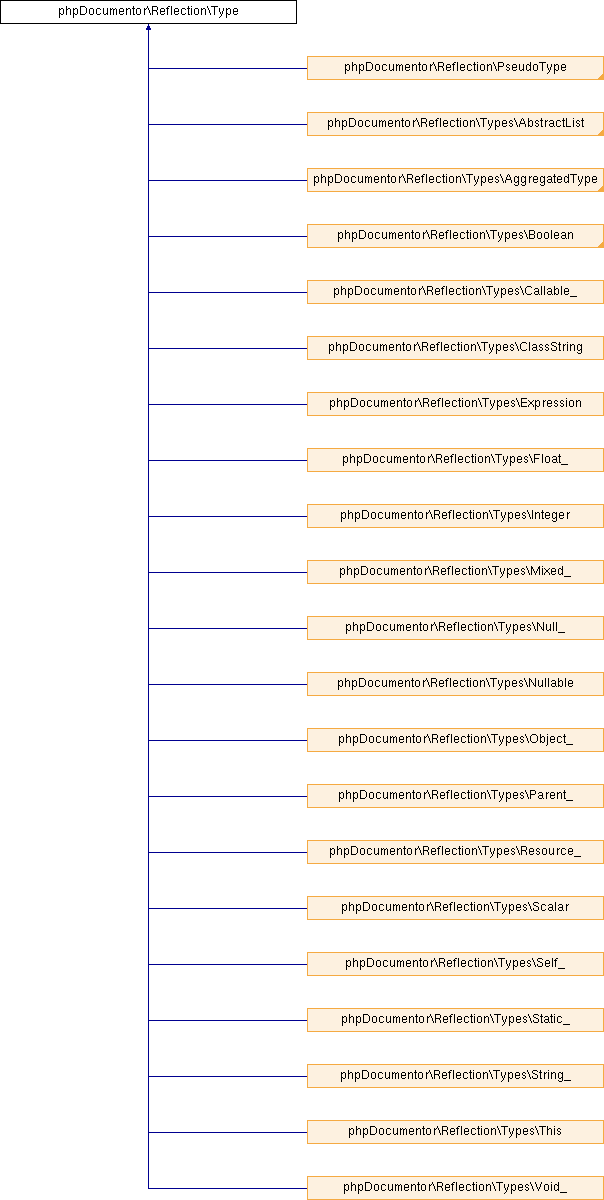 phpDocumentor\Reflection\Type
phpDocumentor\Reflection\PseudoType
phpDocumentor\Reflection\Types\AbstractList
phpDocumentor\Reflection\Types\AggregatedType
phpDocumentor\Reflection\Types\Boolean
phpDocumentor\Reflection\Types\Callable_
phpDocumentor\Reflection\Types\ClassString
phpDocumentor\Reflection\Types\Expression
phpDocumentor\Reflection\Types\Float_
phpDocumentor\Reflection\Types\Integer
phpDocumentor\Reflection\Types\Mixed_
phpDocumentor\Reflection\Types\Null_
phpDocumentor\Reflection\Types\Nullable
phpDocumentor\Reflection\Types\Object_
phpDocumentor\Reflection\Types\Parent_
phpDocumentor\Reflection\Types\Resource_
phpDocumentor\Reflection\Types\Scalar
phpDocumentor\Reflection\Types\Self_
phpDocumentor\Reflection\Types\Static_
phpDocumentor\Reflection\Types\String_
phpDocumentor\Reflection\Types\This
phpDocumentor\Reflection\Types\Void_